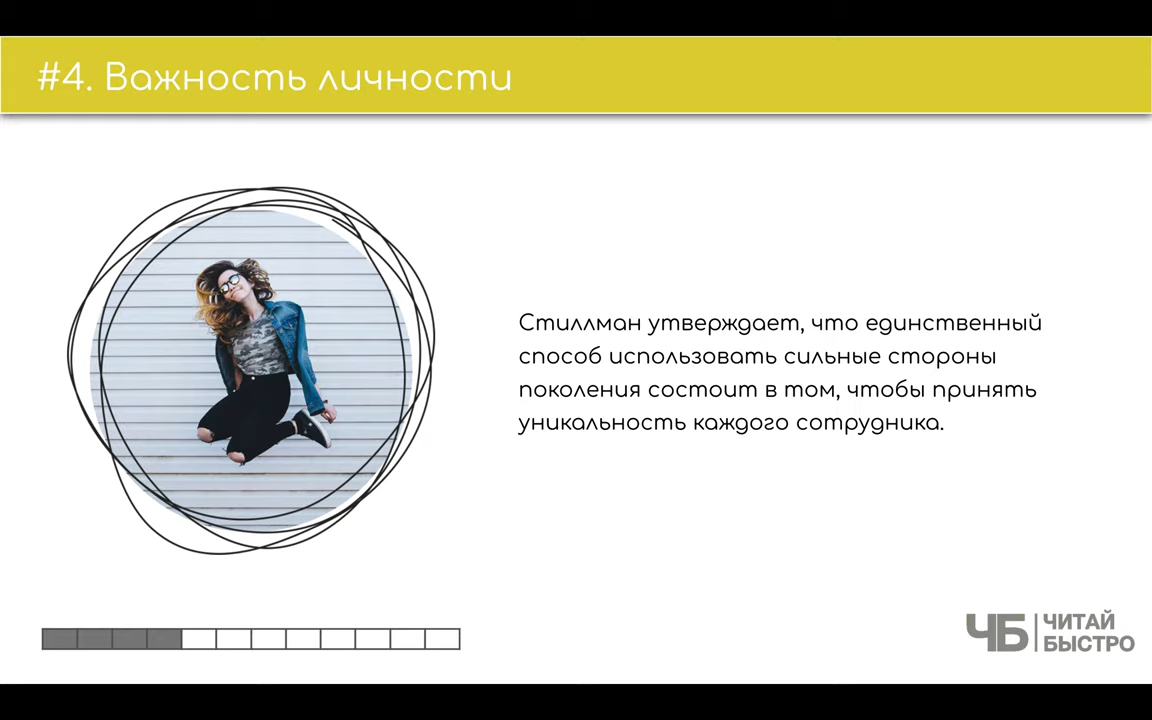 #4. Важность личности
Стиллман утверждает, что единственный
способ использовать сильные стороны
поколения состоит в том, чтобы принять
уникальность каждого сотрудника.
ЧБ
ЧИТАЙ
БЫСТРО